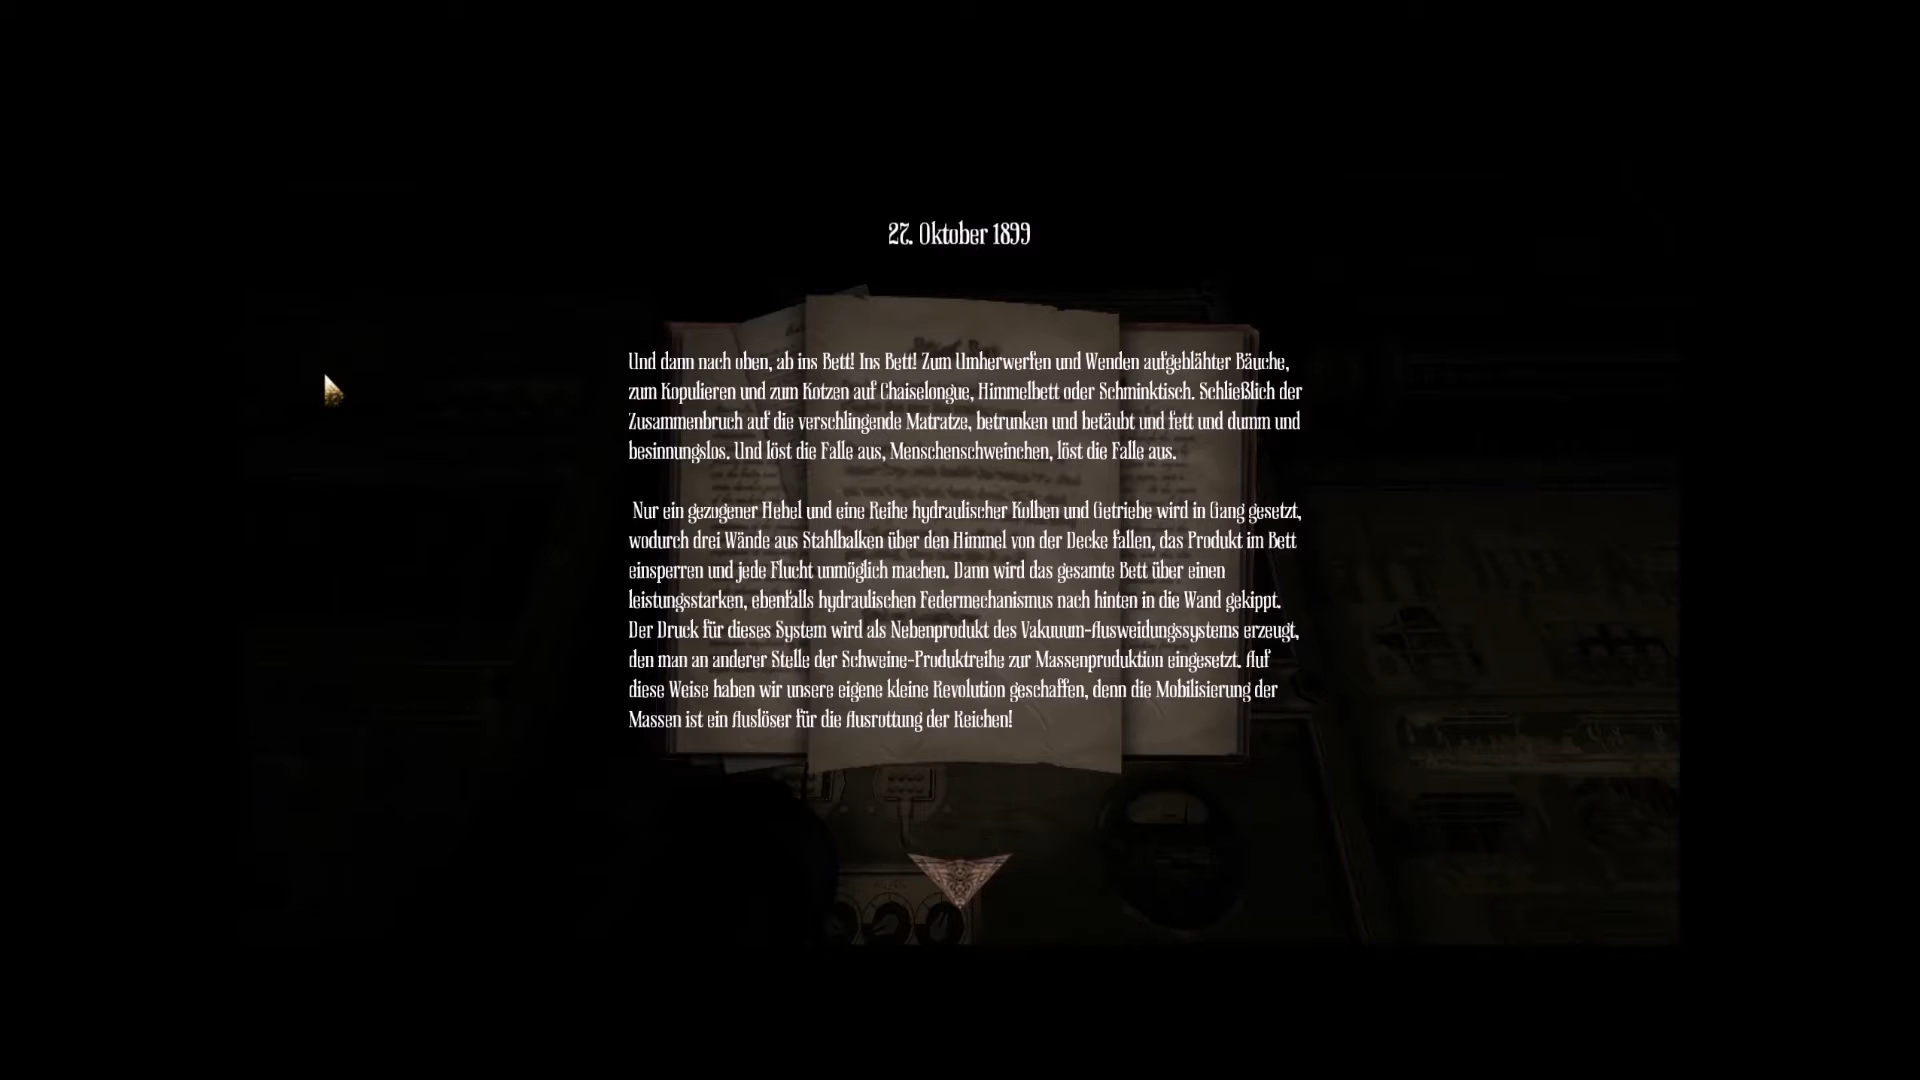 27. Oktober 1899
Und dann nach oben, ab ins Bett! Ins Bett! Zum Umherwerfen und Wenden aufgeblähter Bäuche,
zum Kopulieren und zum Kotzen auf Chaiselongue, Himmelbett oder Schminktisch. Schließlich der
Zusammenbruch auf die verschlingende Matratze, betrunken und betäubt und fett und dumm und
besinnungslos. Und löst die Falle aus, Menschenschweinchen, löst die Falle aus.
Nur ein gezogener Hebel und eine Reihe hydraulischer Kolben und Getriebe wird in Gang gesetzt,
wodurch drei Wände aus Stahlbalken über den Himmel von der Decke fallen, das Produkt im Bett
einsperren und jede Flucht unmöglich machen. Dann wird das gesamte Bett über einen
leistungsstarken, ebenfalls hydraulischen Federmechanismus nach hinten in die Wand gekippt.
Der Druck für dieses System wird als Nebenprodukt des Vakuum-Ausweidungssystems erzeugt,
den man an anderer Stelle der Schweine-Produktreihe zur Massenproduktion eingesetzt. Auf
diese Weise haben wir unsere eigene kleine Revolution geschaffen, denn die Mobilisierung der
Massen ist ein Auslöser für die Ausrottung der Reichen!